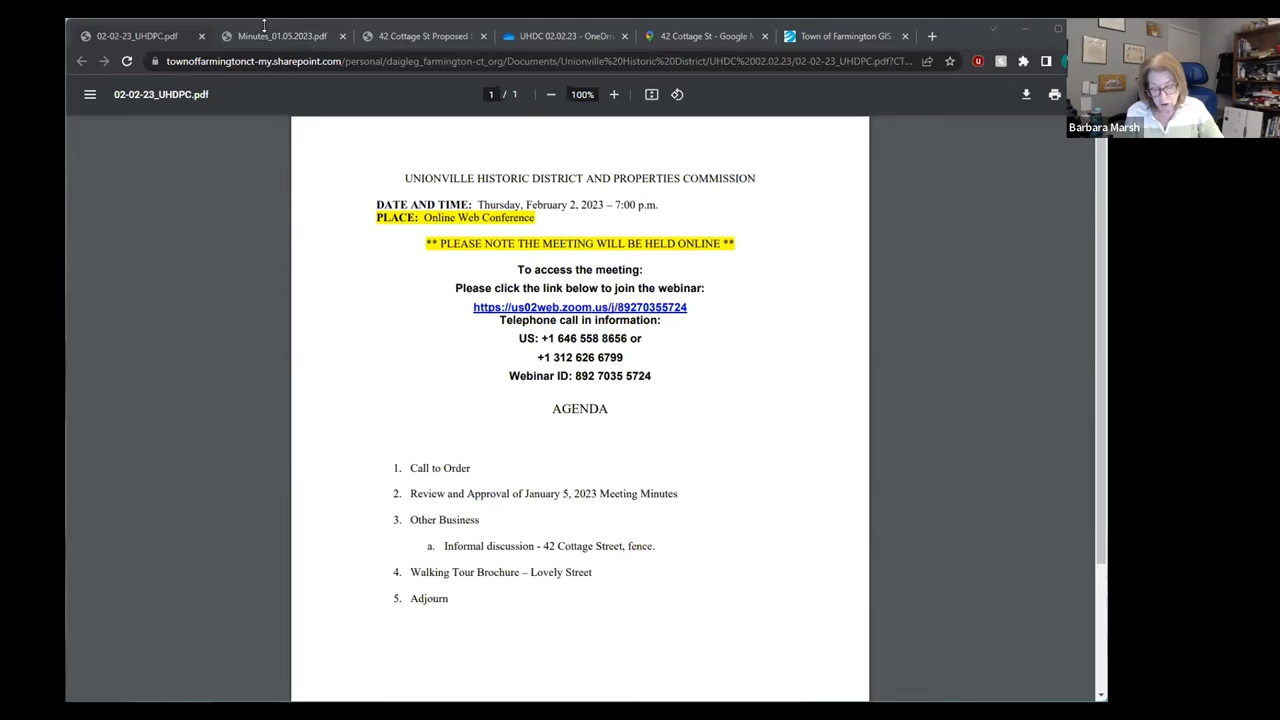 02-02-23_UHDPC.pdf
Minutes_01.05.2023.pdf
42 Cottage St Proposed
UHDC 02.02.23 - OneDriv
42 Cottage St - Google M
Town of Farmington GIS
townoffarmingtonct-my.sharepoint.com/personal/daigleg_farmington-ct_org/Documents/Unionville%20Historic%20District/UHDC%2002.02.23/02-02-23_UHDPC.pdf?CT...
02-02-23_UHDPC.pdf
1 / 1
100%
Barbara Marsh
UNIONVILLE HISTORIC DISTRICT AND PROPERTIES COMMISSION
DATE AND TIME: Thursday, February 2, 2023 – 7:00 p.m.
PLACE: Online Web Conference
** PLEASE NOTE THE MEETING WILL BE HELD ONLINE **
To access the meeting:
Please click the link below to join the webinar:
https://us02web.zoom.us/j/89270355724
Telephone call in information:
US: +1 646 558 8656 or
+1 312 626 6799
Webinar ID: 892 7035 5724
AGENDA
1. Call to Order
2. Review and Approval of January 5, 2023 Meeting Minutes
3. Other Business
a. Informal discussion - 42 Cottage Street, fence.
4. Walking Tour Brochure – Lovely Street
5. Adjourn